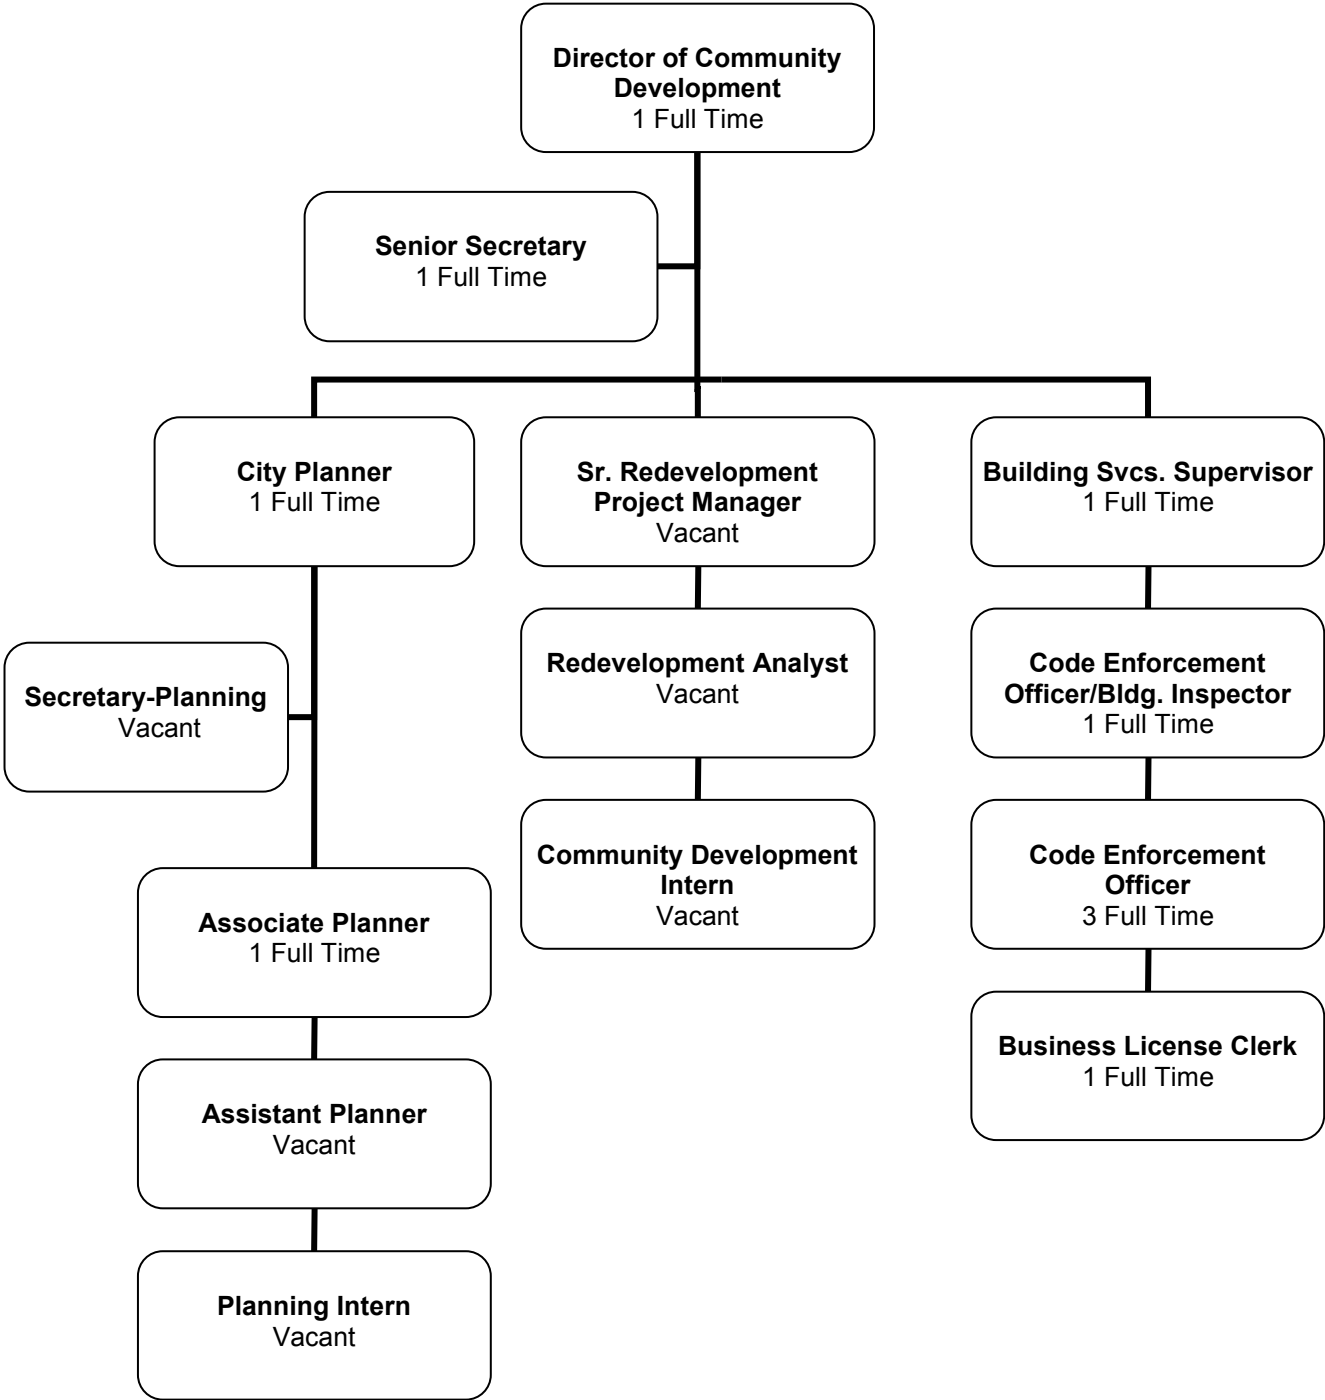 Director of Community
Development
1 Full Time
Senior Secretary
1 Full Time
City Planner
1 Full Time
Secretary-Planning
Vacant
Associate Planner
1 Full Time
Assistant Planner
Vacant
Planning Intern
Vacant
Sr. Redevelopment
Project Manager
Vacant
Redevelopment Analyst
Vacant
Community Development
Intern
Vacant
Building Svcs. Supervisor
1 Full Time
Code Enforcement
Officer/Bldg. Inspector
1 Full Time
Code Enforcement
Officer
3 Full Time
Business License Clerk
1 Full Time